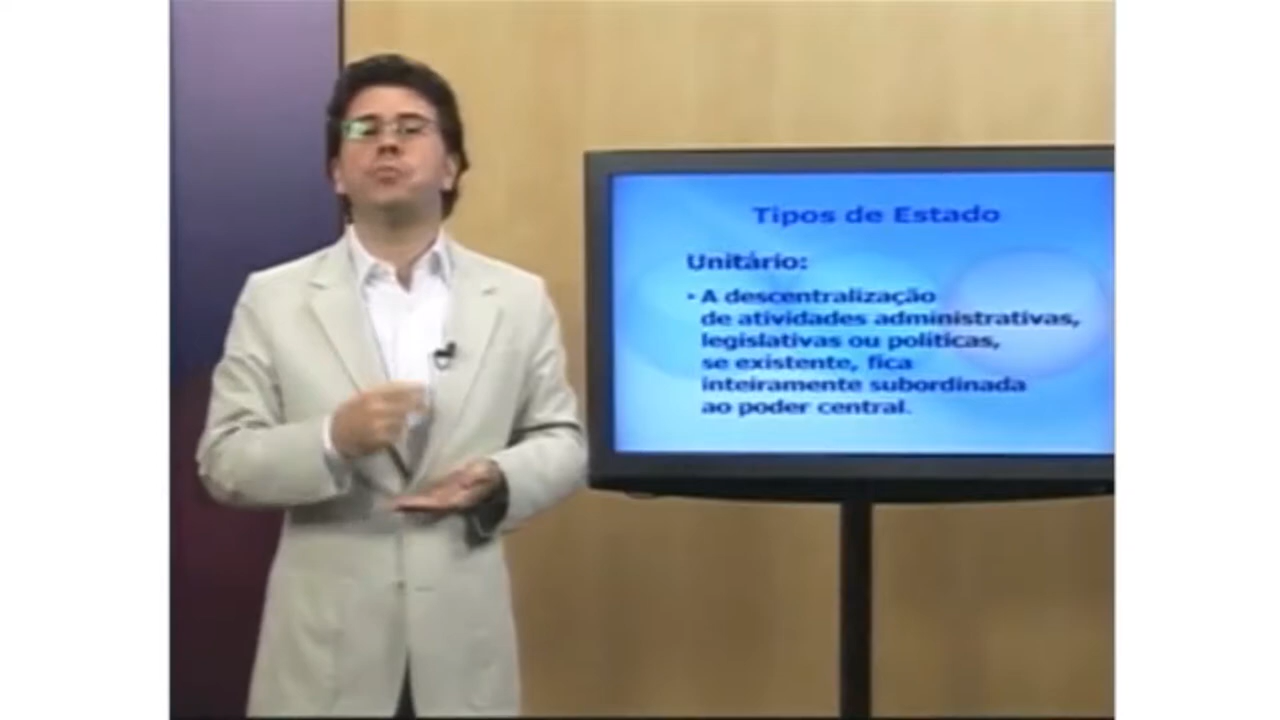 Tipos de Estado
Unitário:
• A descentralização
de atividades administrativas,
legislativas ou políticas,
se existente, fica
inteiramente subordinada
ao poder central.